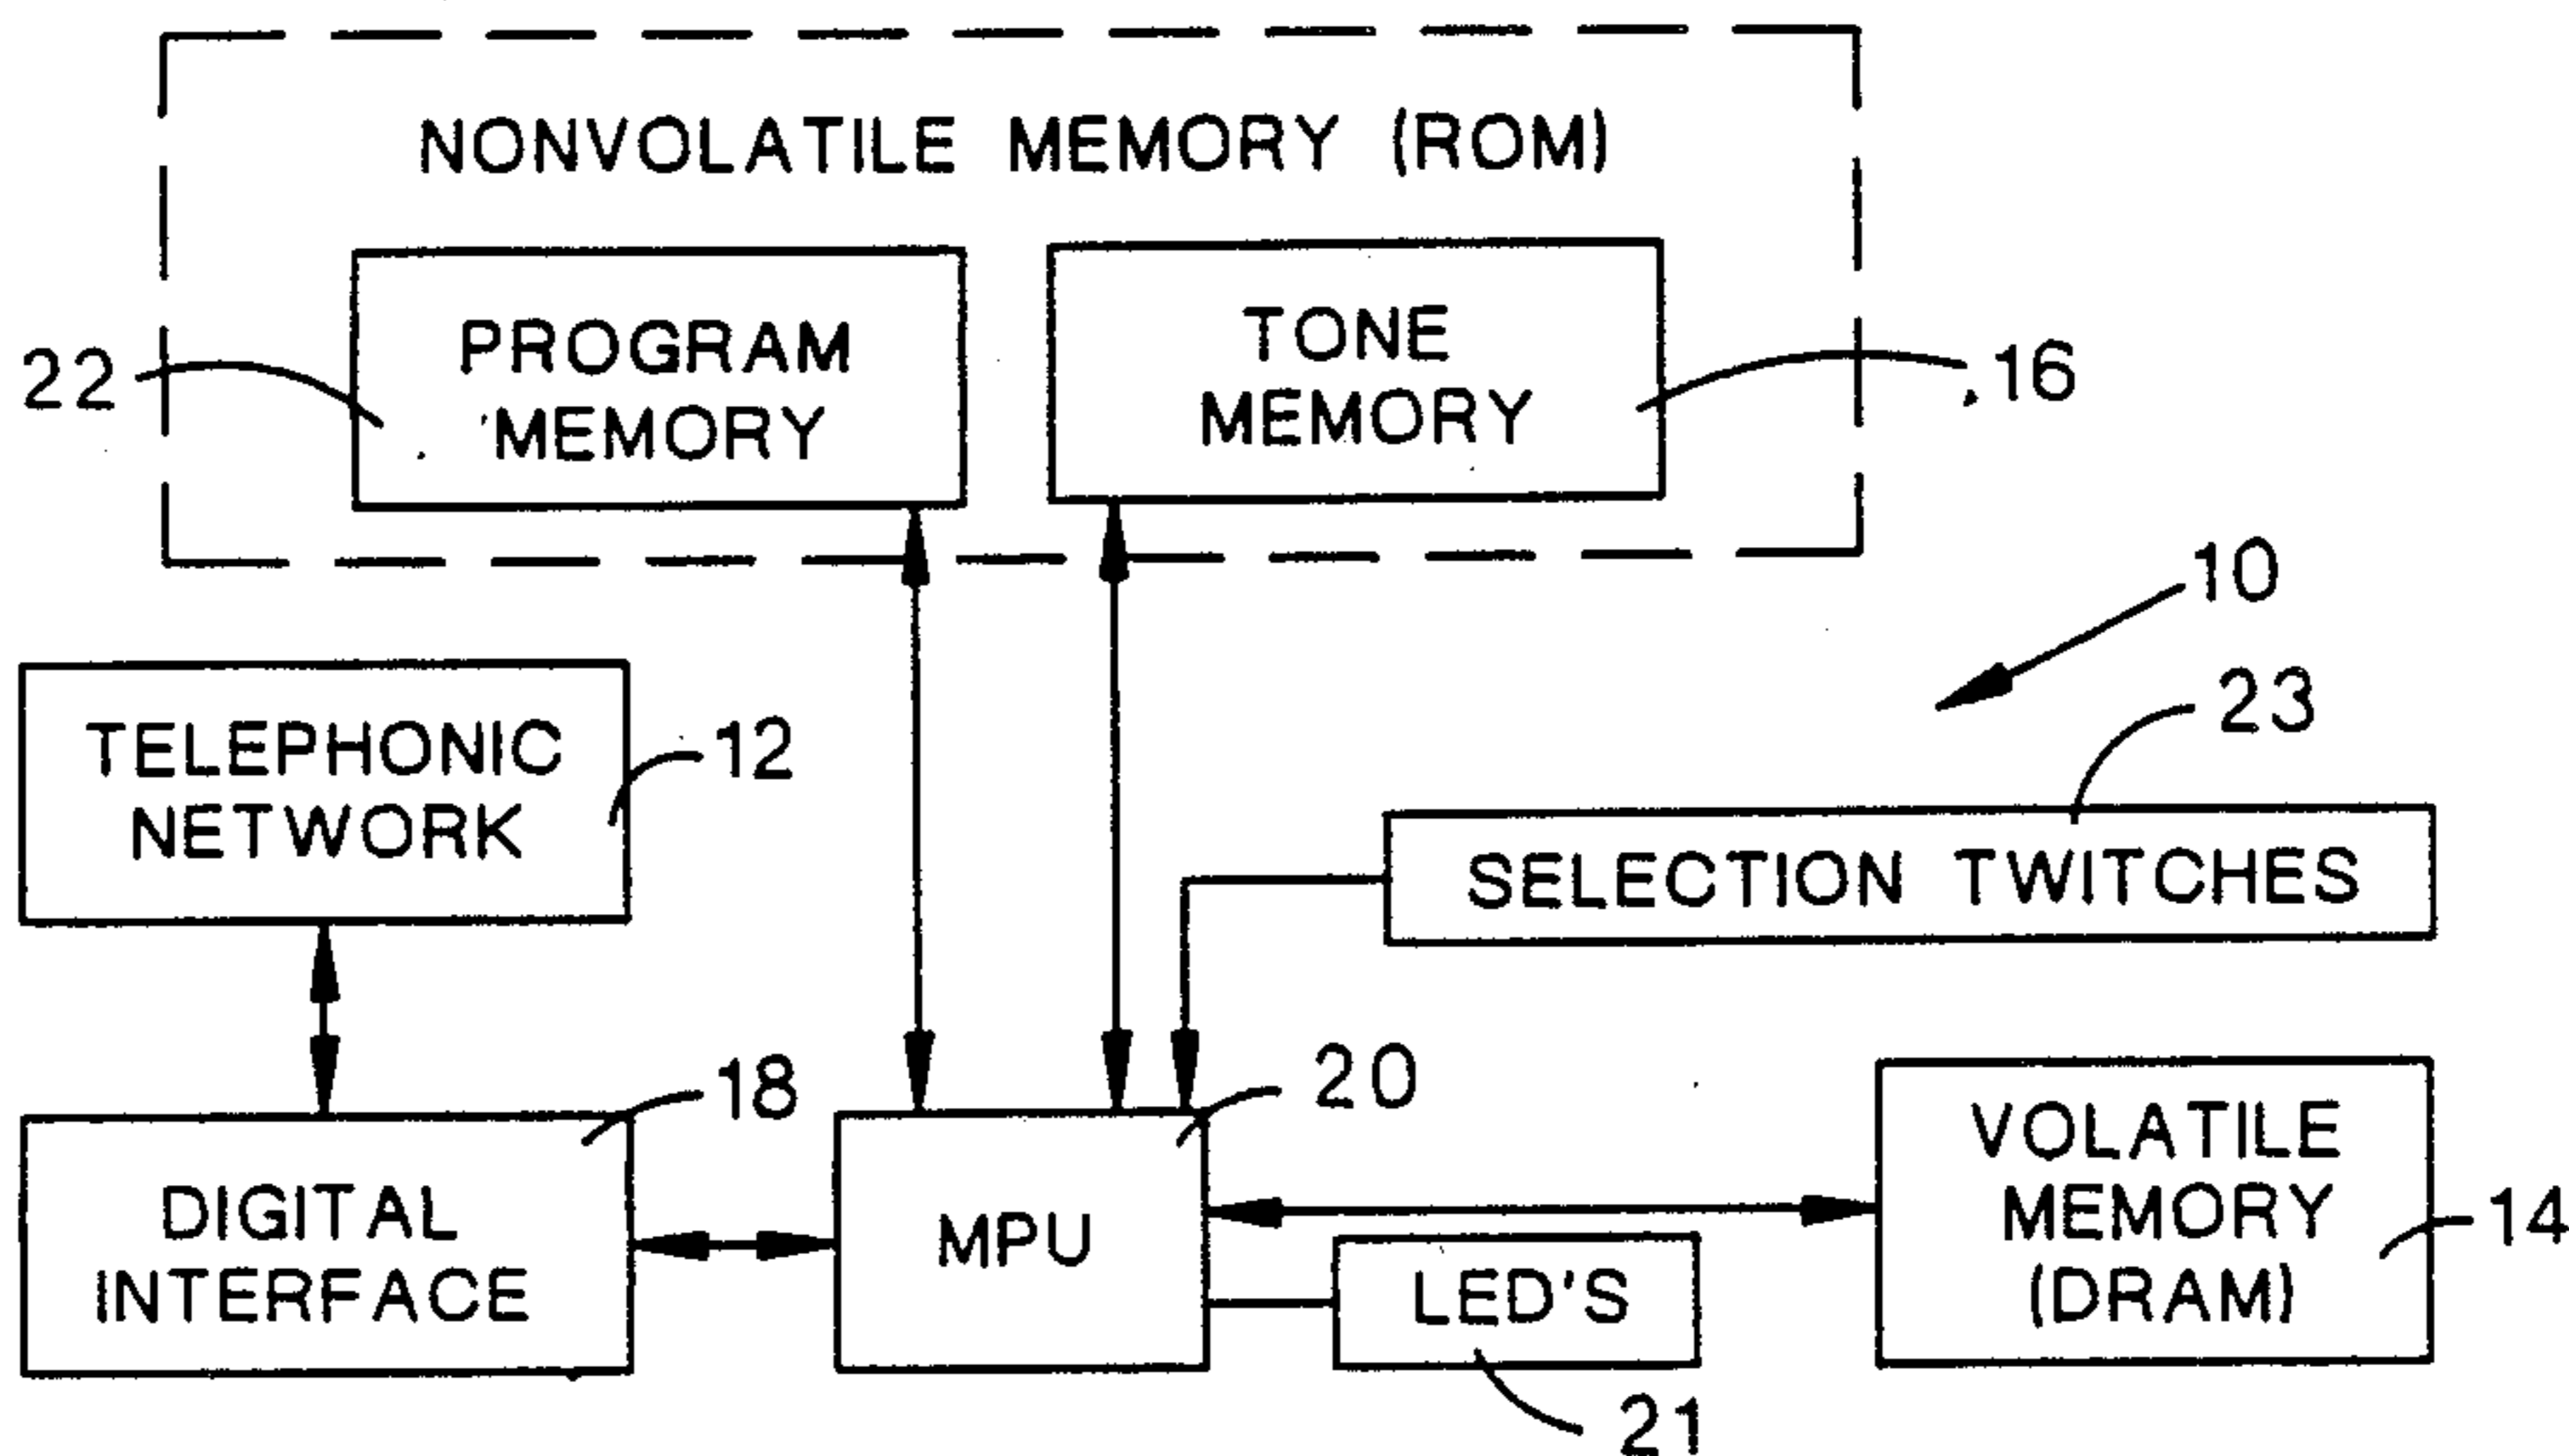 NONVOLATILE MEMORY (ROM)
PROGRAM
MEMORY
TONE
MEMORY
22
16
10
TELEPHONIC
NETWORK
12
23
SELECTION TWITCHES
18
20
DIGITAL
INTERFACE
MPU
VOLATILE
MEMORY
(DRAM)
14
LED'S
21